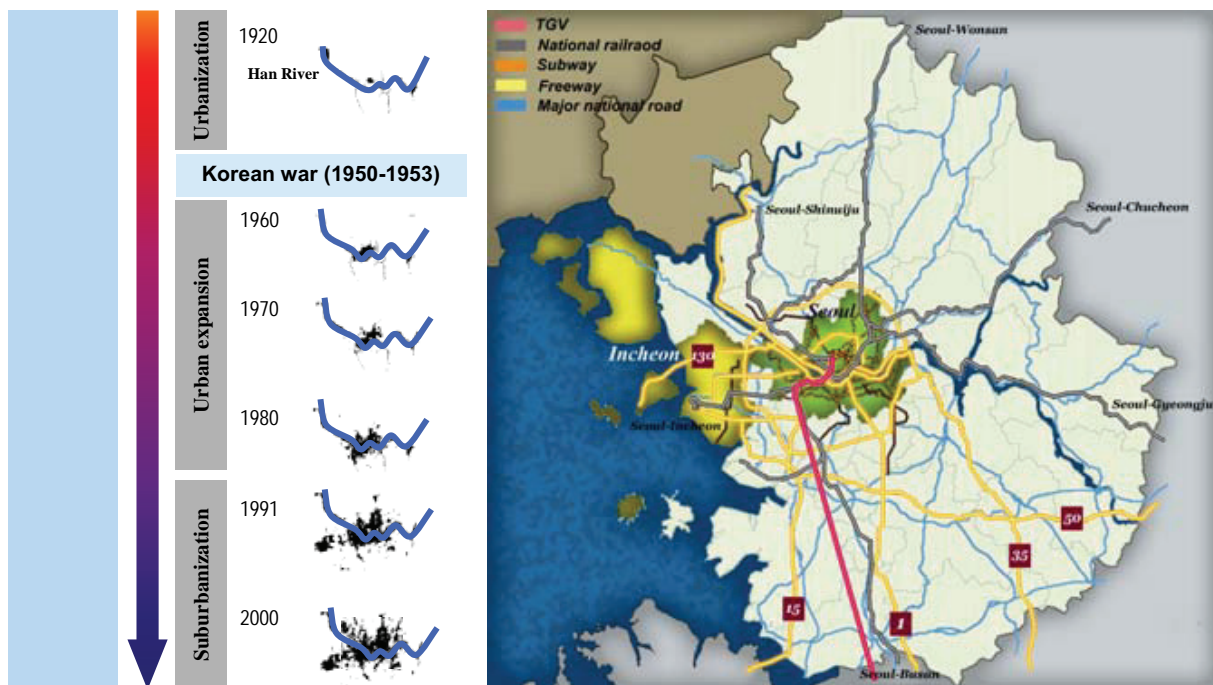 Urbanization
1920
Han River
Korean war (1950-1953)
Urban expansion
1960
1970
1980
Suburbanization
1991
2000
TGV
National railraod
Subway
Freeway
Major national road
Seoul-Wonsan
Seoul-Shinuiju
Seoul-Chucheon
Seoul
Incheon
130
Seoul-Gyeongju
Seoul-Incheon
50
35
15
1
Seoul-Busan